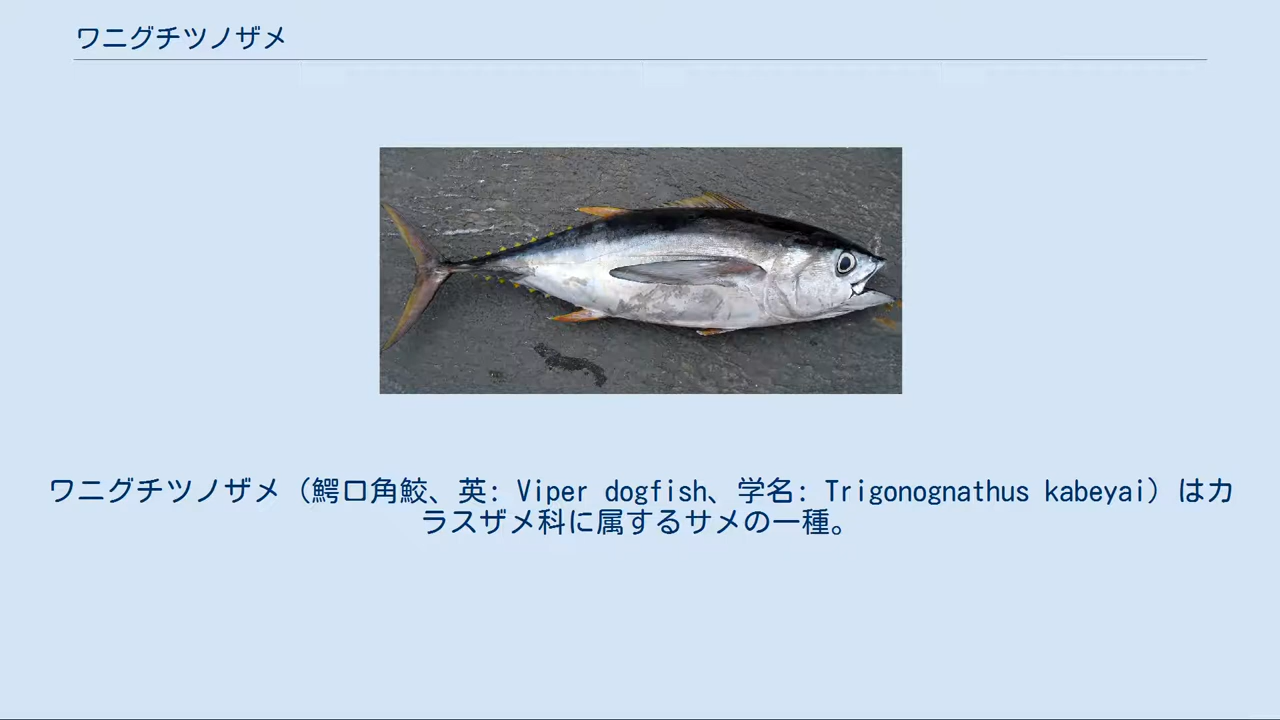 ワニグチツノザメ
ワニグチツノザメ（鰐口角鮫、英: Viper dogfish、学名: Trigonognathus kabeyai）はカ
ラスザメ科に属するサメの一種。